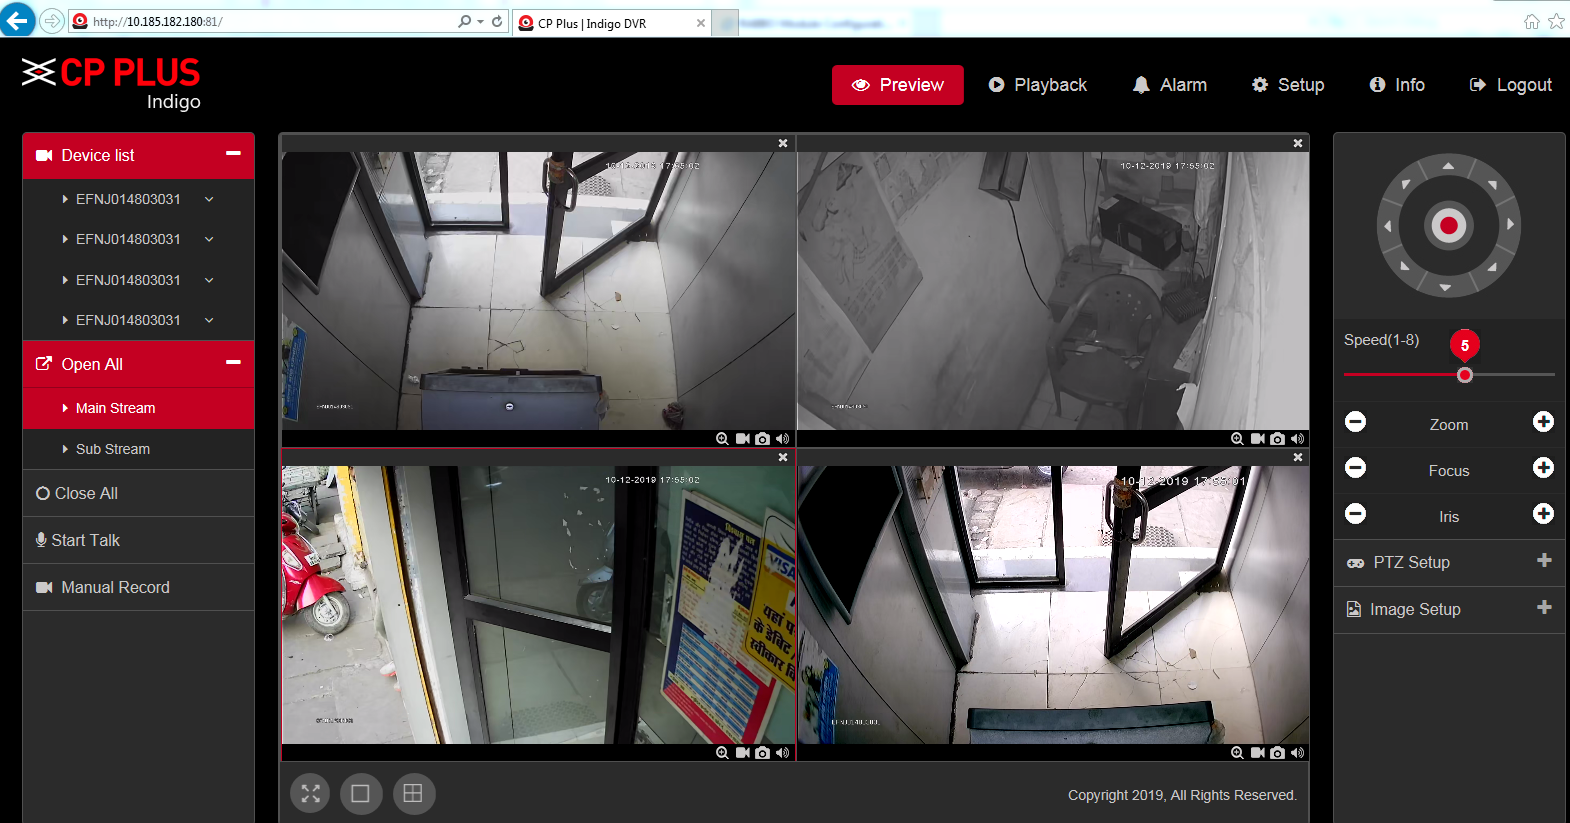 http://10.185.182.180:81/
CP Plus | Indigo DVR
CP PLUS
Indigo
Preview
Playback
Alarm
Setup
Info
Logout
Device list
EFNJ014803031
EFNJ014803031
EFNJ014803031
EFNJ014803031
Open All
Main Stream
Sub Stream
Close All
Start Talk
Manual Record
10-12-2019 17:55:02
10-12-2019 17:55:02
10-12-2019 17:55:02
VISA
यहां
के डेबिट
स्वीकार
10-12-2019 17:55:01
Speed(1-8)
5
Zoom
Focus
Iris
PTZ Setup
Image Setup
Copyright 2019, All Rights Reserved.